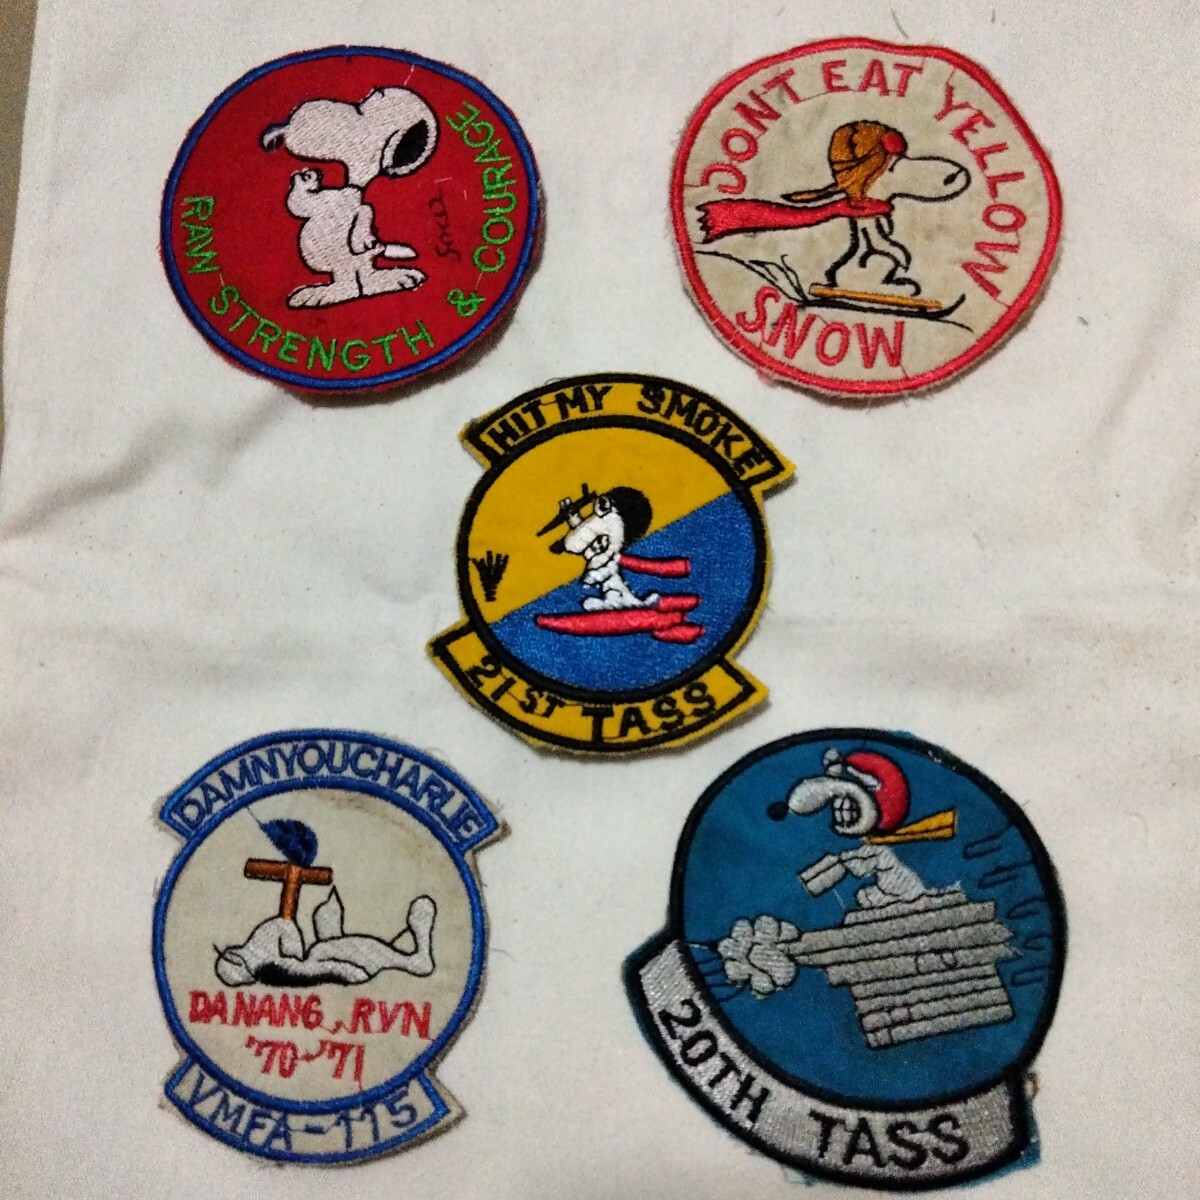 RAW STRENGTH & COURAGE
DONT EAT YELLOW
SNOW
HIT MY SMOKE
21ST TASS
DAMNYOUCHARLIE
DANANG, RVN
'70-'71
VMFA-115
20TH TASS